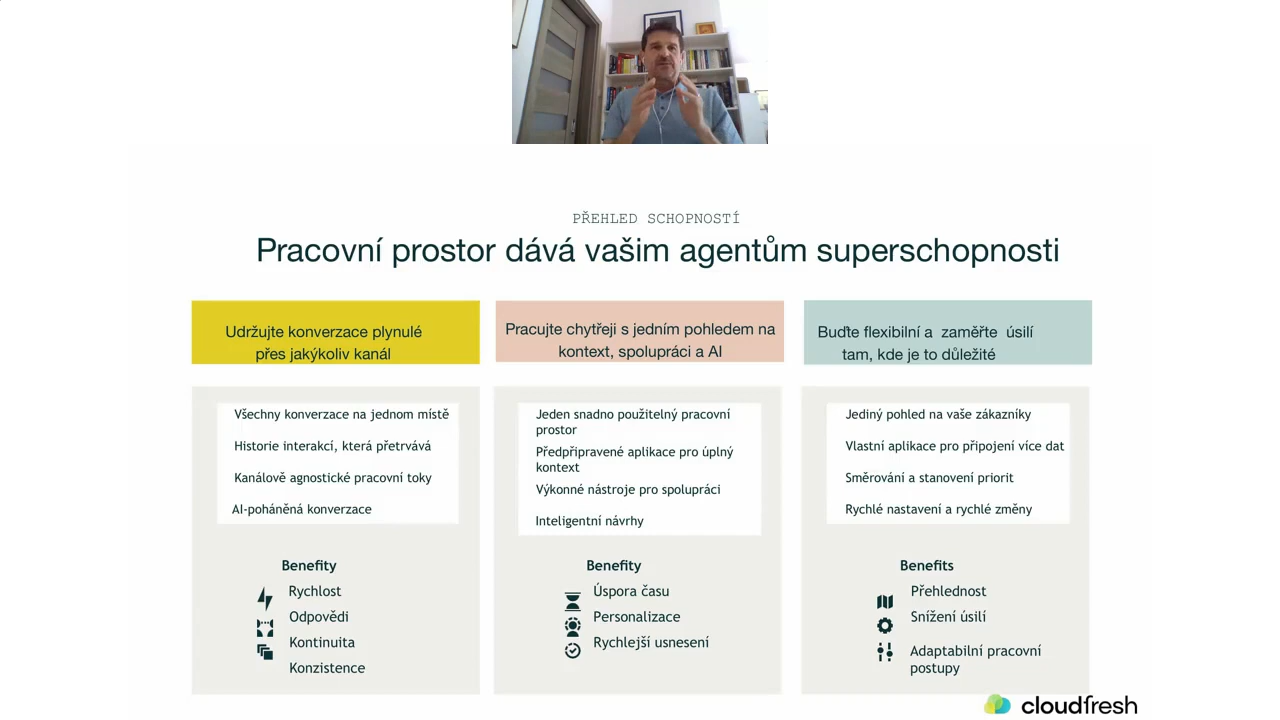 PŘEHLED SCHOPNOSTÍ
Pracovní prostor dává vašim agentům superschopnosti
Udržujte konverzace plynulé
přes jakýkoliv kanál
Všechny konverzace na jednom místě
Historie interakcí, která přetrvává
Kanálově agnostické pracovní toky
AI-poháněná konverzace
Benefity
Rychlost
Odpovědi
Kontinuita
Konzistence
Pracujte chytřeji s jedním pohledem na
kontext, spolupráci a AI
Jeden snadno použitelný pracovní
prostor
Předpřipravené aplikace pro úplný
kontext
Výkonné nástroje pro spolupráci
Inteligentní návrhy
Benefity
Úspora času
Personalizace
Rychlejší usnesení
Buďte flexibilní a  zaměřte  úsilí
tam, kde je to důležité
Jediný pohled na vaše zákazníky
Vlastní aplikace pro připojení více dat
Směrování a stanovení priorit
Rychlé nastavení a rychlé změny
Benefits
Přehlednost
Snížení úsilí
Adaptabilní pracovní
postupy
cloudfresh